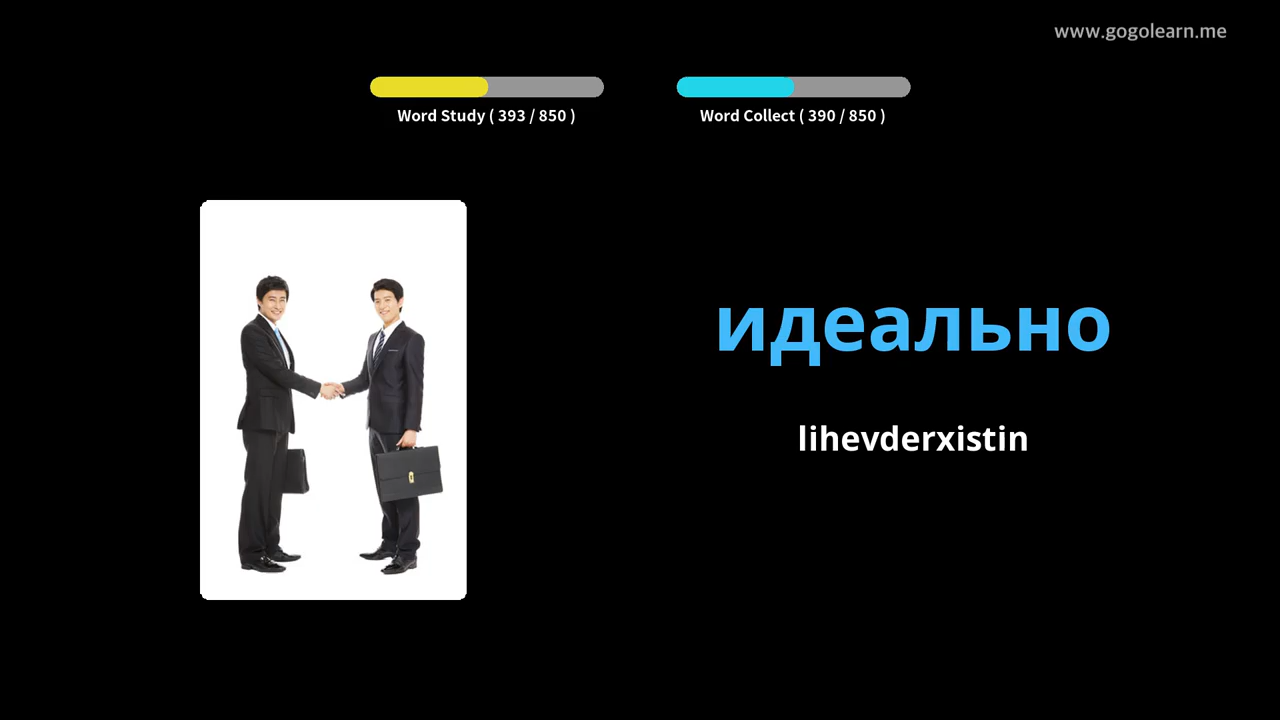 www.gogolearn.me
Word Study ( 393 / 850 )
Word Collect ( 390 / 850 )
идеально
lihevderxistin